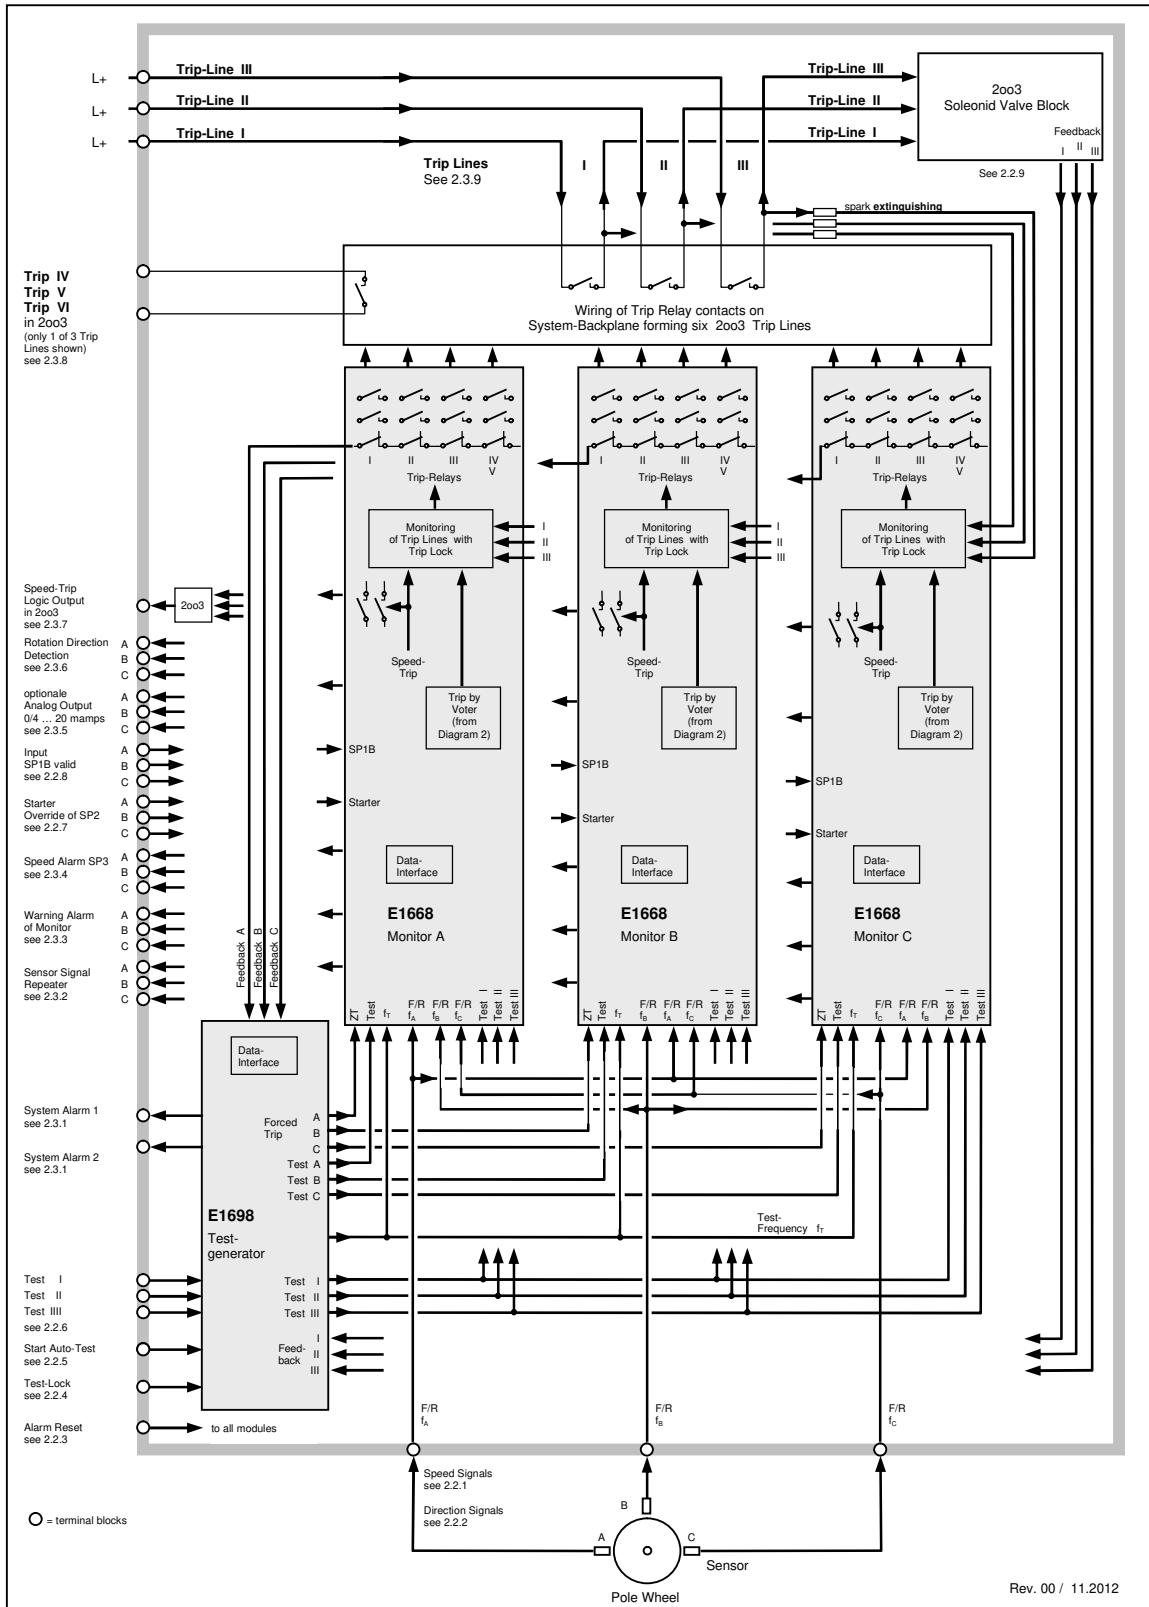 L+
Trip-Line III
Trip-Line III
L+
Trip-Line II
Trip-Line II
L+
Trip-Line I
Trip-Line I
2oo3
Soleonid Valve Block
Feedback
I II III
See 2.2.9
Trip Lines
See 2.3.9
I II III
spark extinguishing
Trip IV
Trip V
Trip VI
in 2oo3
(only 1 of 3 Trip
Lines shown)
see 2.3.8
Wiring of Trip Relay contacts on
System-Backplane forming six 2oo3 Trip Lines
I II III IV
V
Trip-Relays
Monitoring
of Trip Lines with
Trip Lock
I
II
III
Speed-
Trip
Trip by
Voter
(from
Diagram 2)
SP1B
Starter
Data-
Interface
E1668
Monitor A
ZT Test fT F/R fA F/R fB F/R fC Test I Test II Test III
I II III IV
V
Trip-Relays
Monitoring
of Trip Lines with
Trip Lock
I
II
III
Speed-
Trip
Trip by
Voter
(from
Diagram 2)
SP1B
Starter
Data-
Interface
E1668
Monitor B
ZT Test fT F/R fB F/R fA F/R fC Test I Test II Test III
I II III IV
V
Trip-Relays
Monitoring
of Trip Lines with
Trip Lock
Speed-
Trip
Trip by
Voter
(from
Diagram 2)
SP1B
Starter
Data-
Interface
E1668
Monitor C
ZT Test fT F/R fC F/R fA F/R fB Test I Test II Test III
Speed-Trip
Logic Output
in 2oo3
see 2.3.7
2oo3
Rotation Direction
Detection
see 2.3.6
A
B
C
optionale
Analog Output
0/4 ... 20 mamps
see 2.3.5
A
B
C
Input
SP1B valid
see 2.2.8
A
B
C
Starter
Override of SP2
see 2.2.7
A
B
C
Speed Alarm SP3
see 2.3.4
A
B
C
Warning Alarm
of Monitor
see 2.3.3
A
B
C
Sensor Signal
Repeater
see 2.3.2
A
B
C
Feedback A
Feedback B
Feedback C
System Alarm 1
see 2.3.1
System Alarm 2
see 2.3.1
Data-
Interface
Forced
Trip
A
B
C
Test A
Test B
Test C
E1698
Test-
generator
Test-
Frequency fT
Test I
Test II
Test III
Feed-
back
I
II
III
Test I
Test II
Test IIII
see 2.2.6
Start Auto-Test
see 2.2.5
Test-Lock
see 2.2.4
Alarm Reset
see 2.2.3
to all modules
F/R
fA
F/R
fB
F/R
fC
Speed Signals
see 2.2.1
Direction Signals
see 2.2.2
= terminal blocks
A
B
C
Sensor
Pole Wheel
Rev. 00 / 11.2012